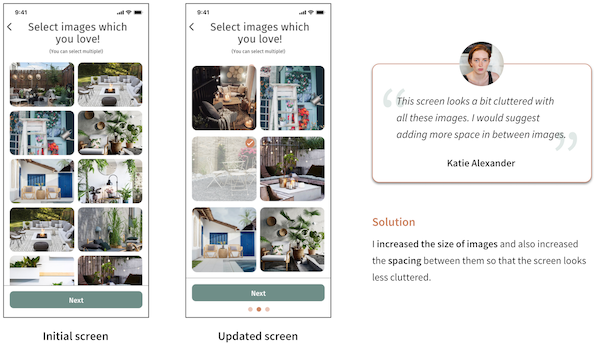 9:41
Select images which
you love!
(You can select multiple!)
Next
Initial screen
9:41
Select images which
you love!
(You can select multiple!)
Next
Updated screen
“This screen looks a bit cluttered with
all these images. I would suggest
adding more space in between images.”
Katie Alexander
Solution
I increased the size of images and also increased
the spacing between them so that the screen looks
less cluttered.